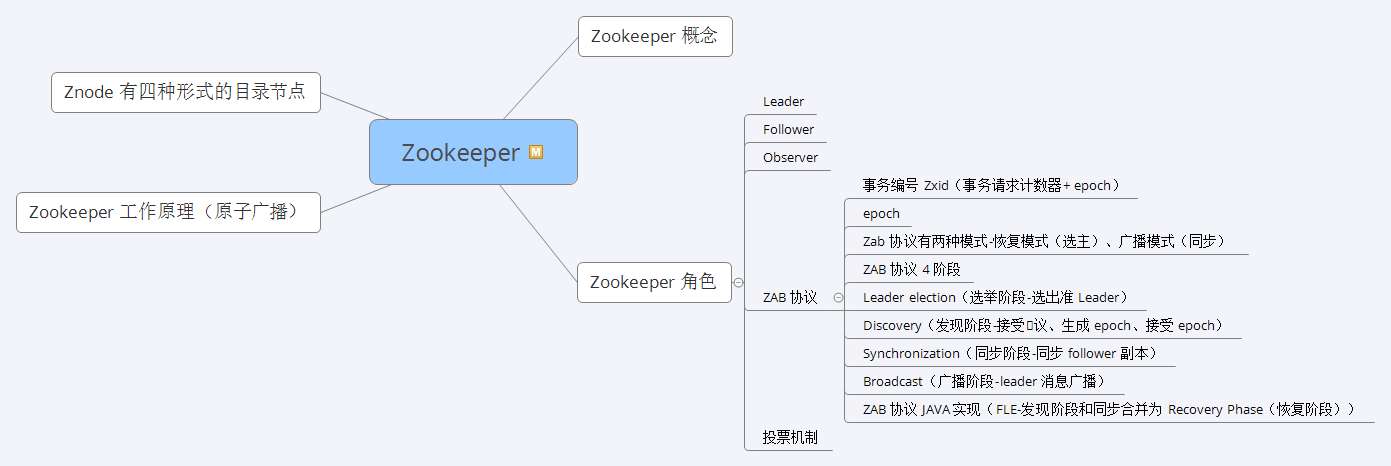 Zookeeper
Zookeeper 概念
Znode 有四种形式的目录节点
Zookeeper 工作原理（原子广播）
Zookeeper 角色
Leader
Follower
Observer
ZAB 协议
事务编号 Zxid（事务请求计数器+ epoch）
epoch
Zab 协议有两种模式-恢复模式（选主）、广播模式（同步）
ZAB 协议 4 阶段
Leader election（选举阶段-选出准 Leader）
Discovery（发现阶段-接受议、生成 epoch、接受 epoch）
Synchronization（同步阶段-同步 follower 副本）
Broadcast（广播阶段-leader 消息广播）
ZAB 协议 JAVA 实现（ FLE-发现阶段和同步合并为 Recovery Phase（恢复阶段））
投票机制